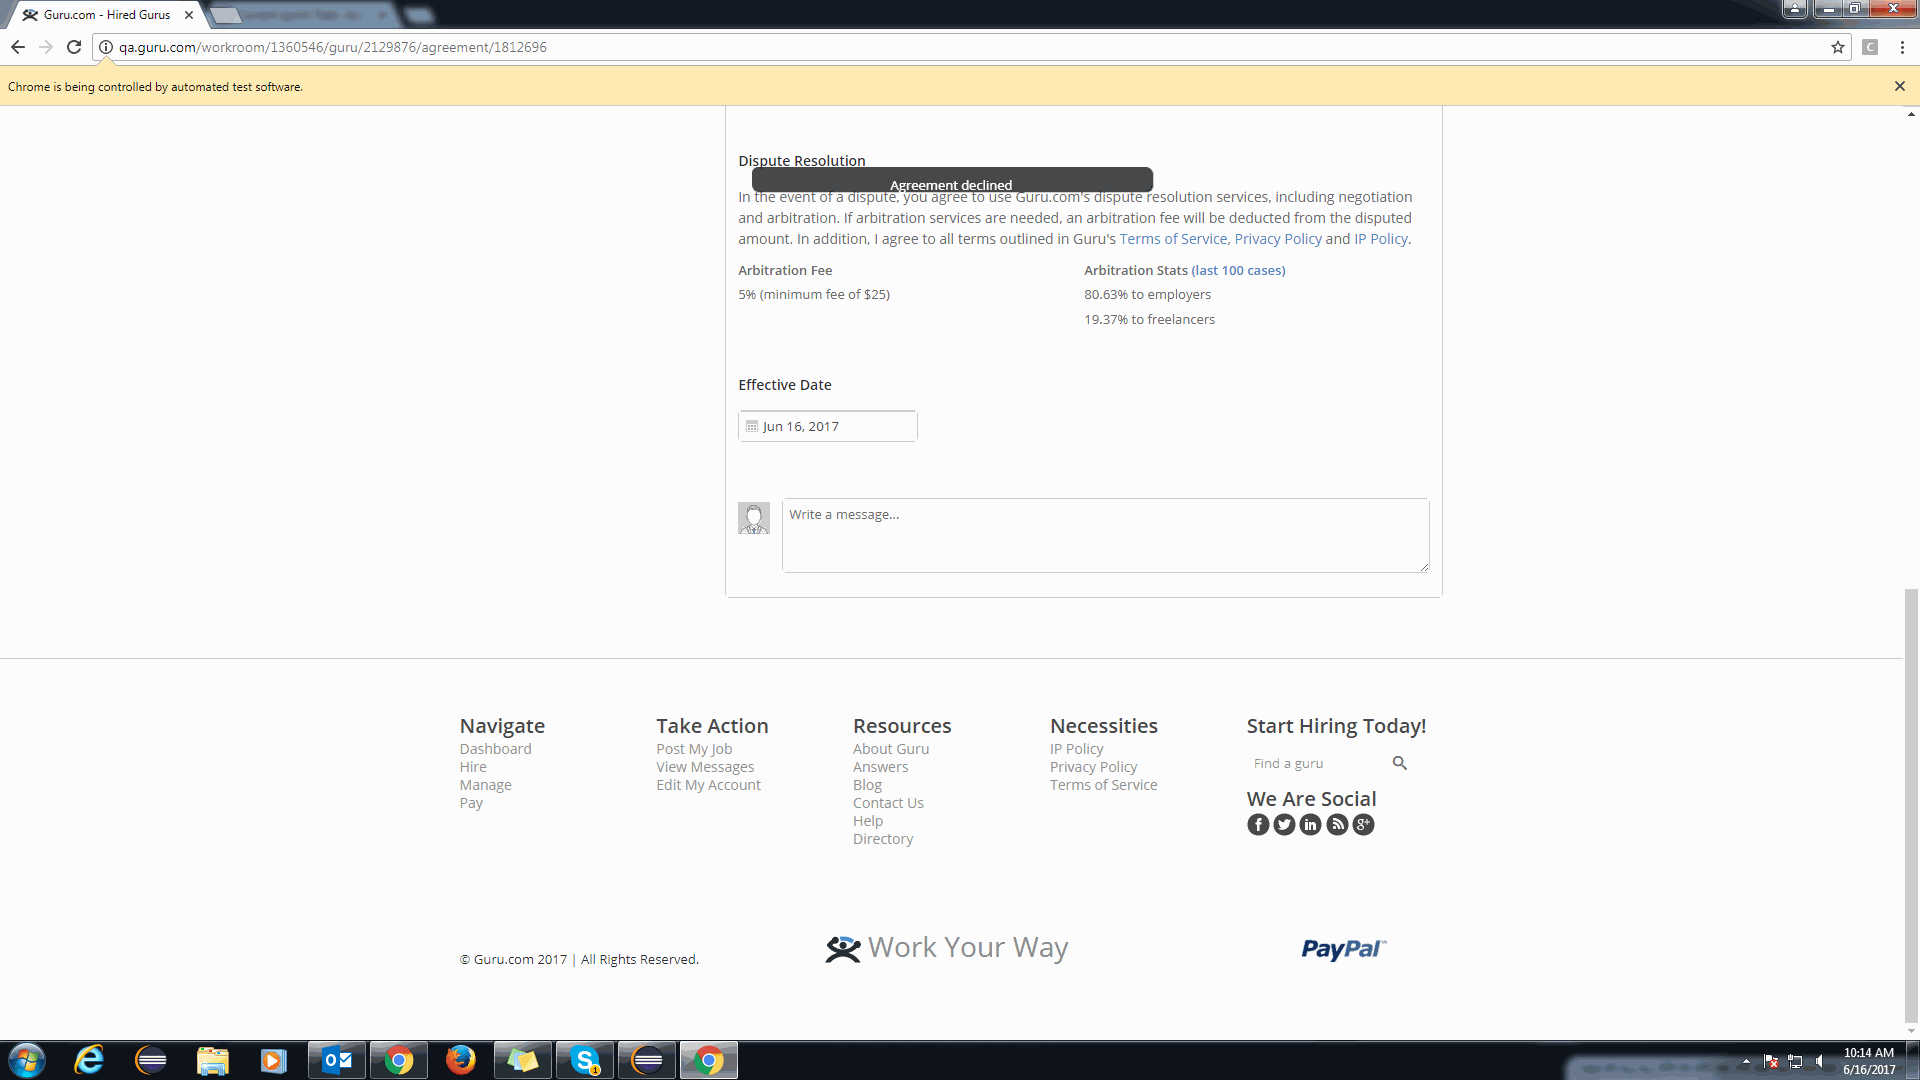 Guru.com - Hired Gurus
qa.guru.com/workroom/1360546/guru/2129876/agreement/1812696
C
Chrome is being controlled by automated test software.
Dispute Resolution
Agreement declined
In the event of a dispute, you agree to use Guru.com's dispute resolution services, including negotiation
and arbitration. If arbitration services are needed, an arbitration fee will be deducted from the disputed
amount. In addition, I agree to all terms outlined in Guru's Terms of Service, Privacy Policy and IP Policy.
Arbitration Fee
5% (minimum fee of $25)
Arbitration Stats (last 100 cases)
80.63% to employers
19.37% to freelancers
Effective Date
Jun 16, 2017
Write a message...
Navigate
Dashboard
Hire
Manage
Pay
Take Action
Post My Job
View Messages
Edit My Account
Resources
About Guru
Answers
Blog
Contact Us
Help
Directory
Necessities
IP Policy
Privacy Policy
Terms of Service
Start Hiring Today!
Find a guru
We Are Social
© Guru.com 2017 | All Rights Reserved.
Work Your Way
PayPal™
10:14 AM
6/16/2017